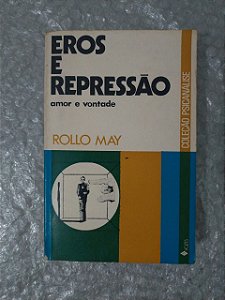 EROS
E
REPRESSÃO
amor e vontade
ROLLO MAY
COLEÇÃO PSICANÁLISE